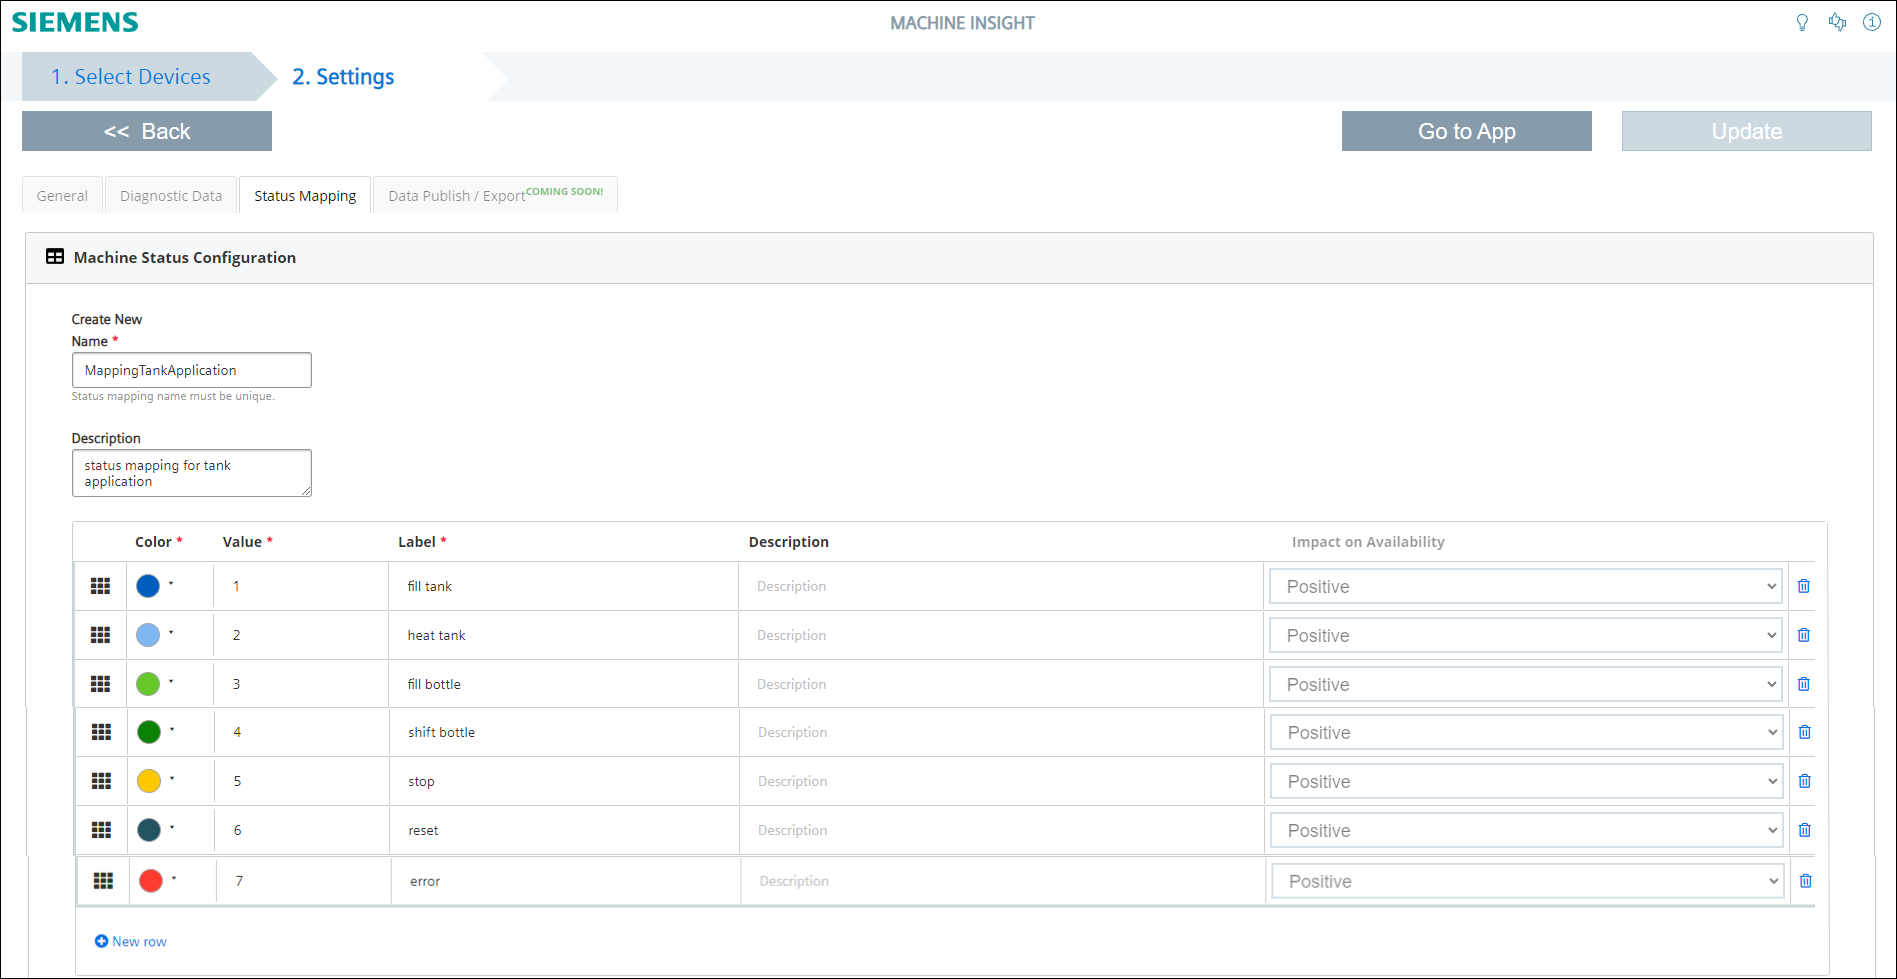 SIEMENS
MACHINE INSIGHT
1. Select Devices
2. Settings
<< Back
Go to App
Update
General
Diagnostic Data
Status Mapping
Data Publish / Export COMING SOON!
Machine Status Configuration
Create New
Name *
MappingTankApplication
Status mapping name must be unique.
Description
status mapping for tank
application
Color * Value * Label * Description Impact on Availability
1 fill tank Description Positive
2 heat tank Description Positive
3 fill bottle Description Positive
4 shift bottle Description Positive
5 stop Description Positive
6 reset Description Positive
7 error Description Positive
New row